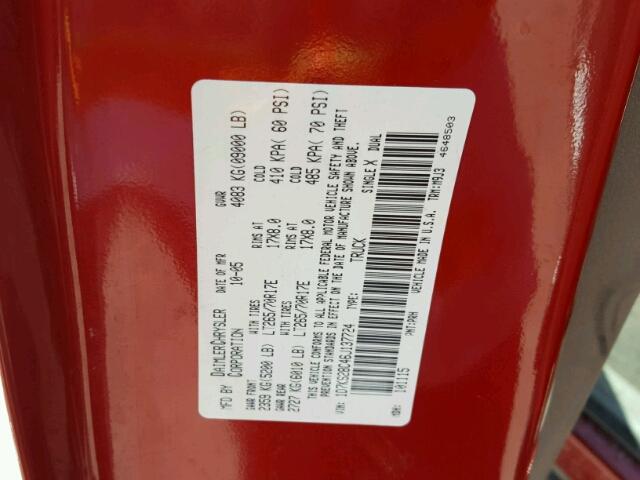 MFD BY DAIMLERCHRYSLER CORPORATION DATE OF MFR 10-05 GVWR 4083 KG(09000 LB)
GAWR FRONT WITH TIRES RIMS AT COLD
2359 KG(5200 LB) LT265/70R17E 17X8.0 410 KPA( 60 PSI)
GAWR REAR WITH TIRES RIMS AT COLD
2727 KG(6010 LB) LT265/70R17E 17X8.0 485 KPA( 70 PSI)
THIS VEHICLE CONFORMS TO ALL APPLICABLE FEDERAL MOTOR VEHICLE SAFETY AND THEFT
PREVENTION STANDARDS IN EFFECT ON THE DATE OF MANUFACTURE SHOWN ABOVE.
VIN: 1D7KS28C46J137724 TYPE: TRUCK SINGLE X DUAL
MDH: 101115 PNT: PRH VEHICLE MADE IN U.S.A. TRM: M9J3 4648503